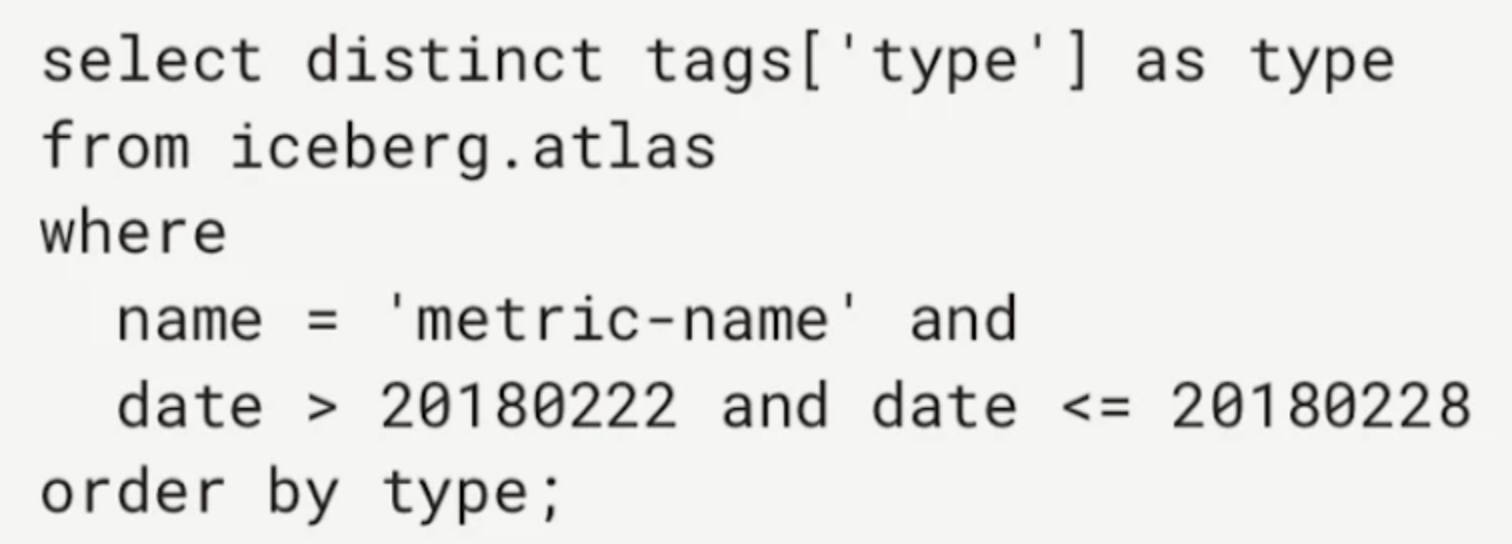 select distinct tags['type'] as type
from iceberg.atlas
where
  name = 'metric-name' and
  date > 20180222 and date <= 20180228
order by type;